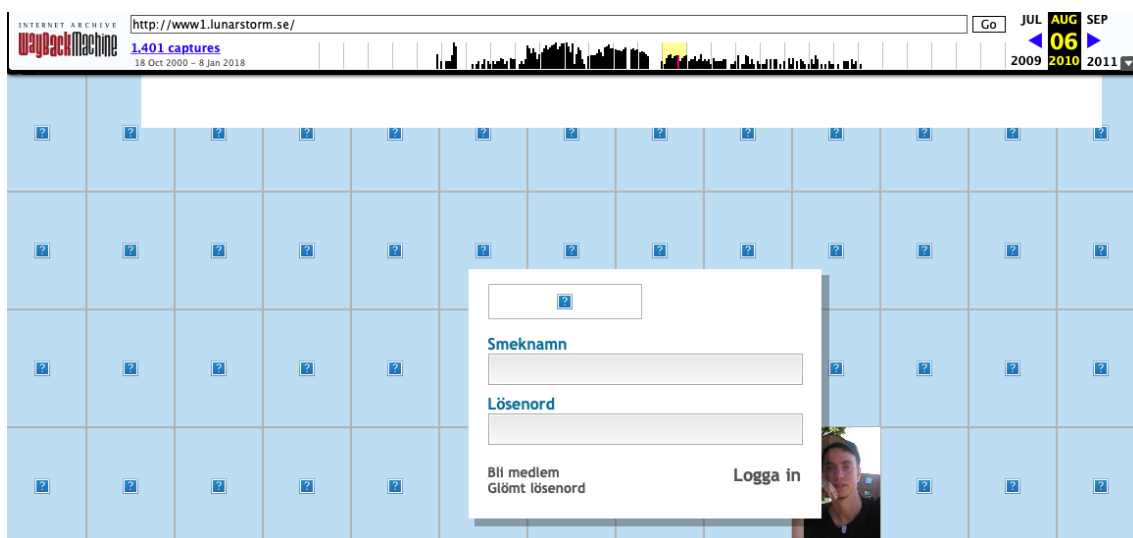 INTERNET ARCHIVE
WayBackMachine
http://www1.lunarstorm.se/
Go
JUL AUG SEP
1,401 captures
06
18 Oct 2000 – 8 Jan 2018
2009 2010 2011
Smeknamn
Lösenord
Bli medlem
Logga in
Glömt lösenord